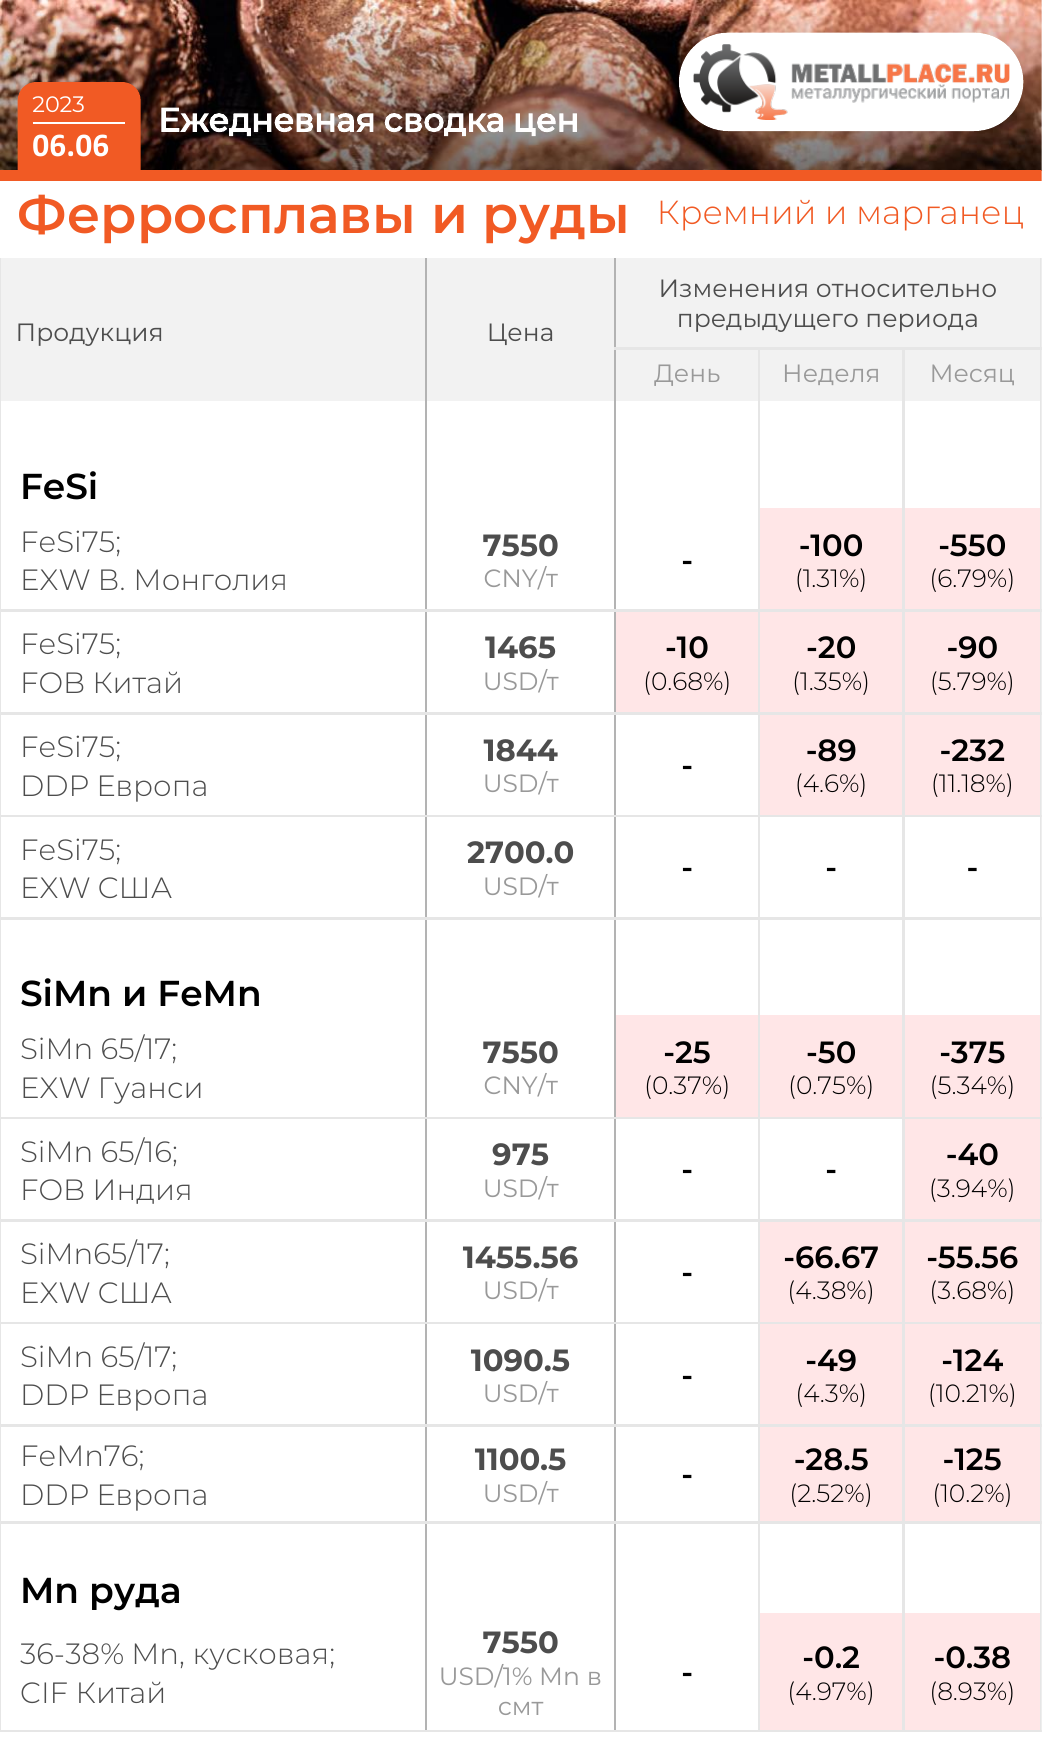 2023
06.06
Ежедневная сводка цен
METALLPLACE.RU
металлургический портал
Ферросплавы и руды Кремний и марганец
Продукция
Цена
Изменения относительно
предыдущего периода
День Неделя Месяц
FeSi
FeSi75;
EXW В. Монголия
7550
CNY/т
-
-100
(1.31%)
-550
(6.79%)
FeSi75;
FOB Китай
1465
USD/т
-10
(0.68%)
-20
(1.35%)
-90
(5.79%)
FeSi75;
DDP Европа
1844
USD/т
-
-89
(4.6%)
-232
(11.18%)
FeSi75;
EXW США
2700.0
USD/т
-
-
-
SiMn и FeMn
SiMn 65/17;
EXW Гуанси
7550
CNY/т
-25
(0.37%)
-50
(0.75%)
-375
(5.34%)
SiMn 65/16;
FOB Индия
975
USD/т
-
-
-40
(3.94%)
SiMn65/17;
EXW США
1455.56
USD/т
-
-66.67
(4.38%)
-55.56
(3.68%)
SiMn 65/17;
DDP Европа
1090.5
USD/т
-
-49
(4.3%)
-124
(10.21%)
FeMn76;
DDP Европа
1100.5
USD/т
-
-28.5
(2.52%)
-125
(10.2%)
Mn руда
36-38% Mn, кусковая;
CIF Китай
7550
USD/1% Mn в
смт
-
-0.2
(4.97%)
-0.38
(8.93%)